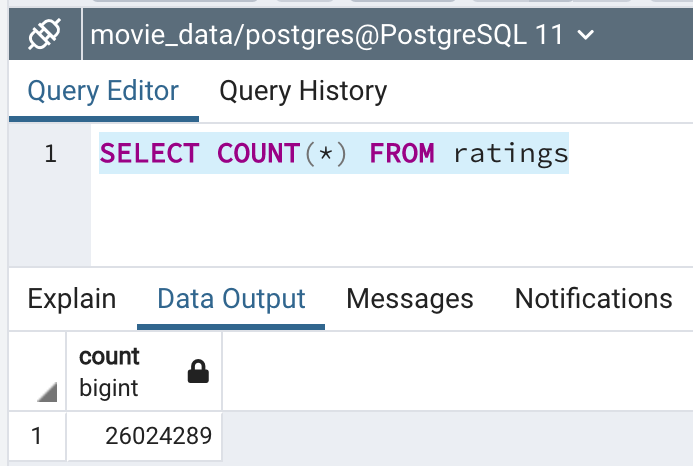 movie_data/postgres@PostgreSQL 11
Query Editor Query History
1 SELECT COUNT(*) FROM ratings
Explain Data Output Messages Notifications
count
bigint
1 26024289